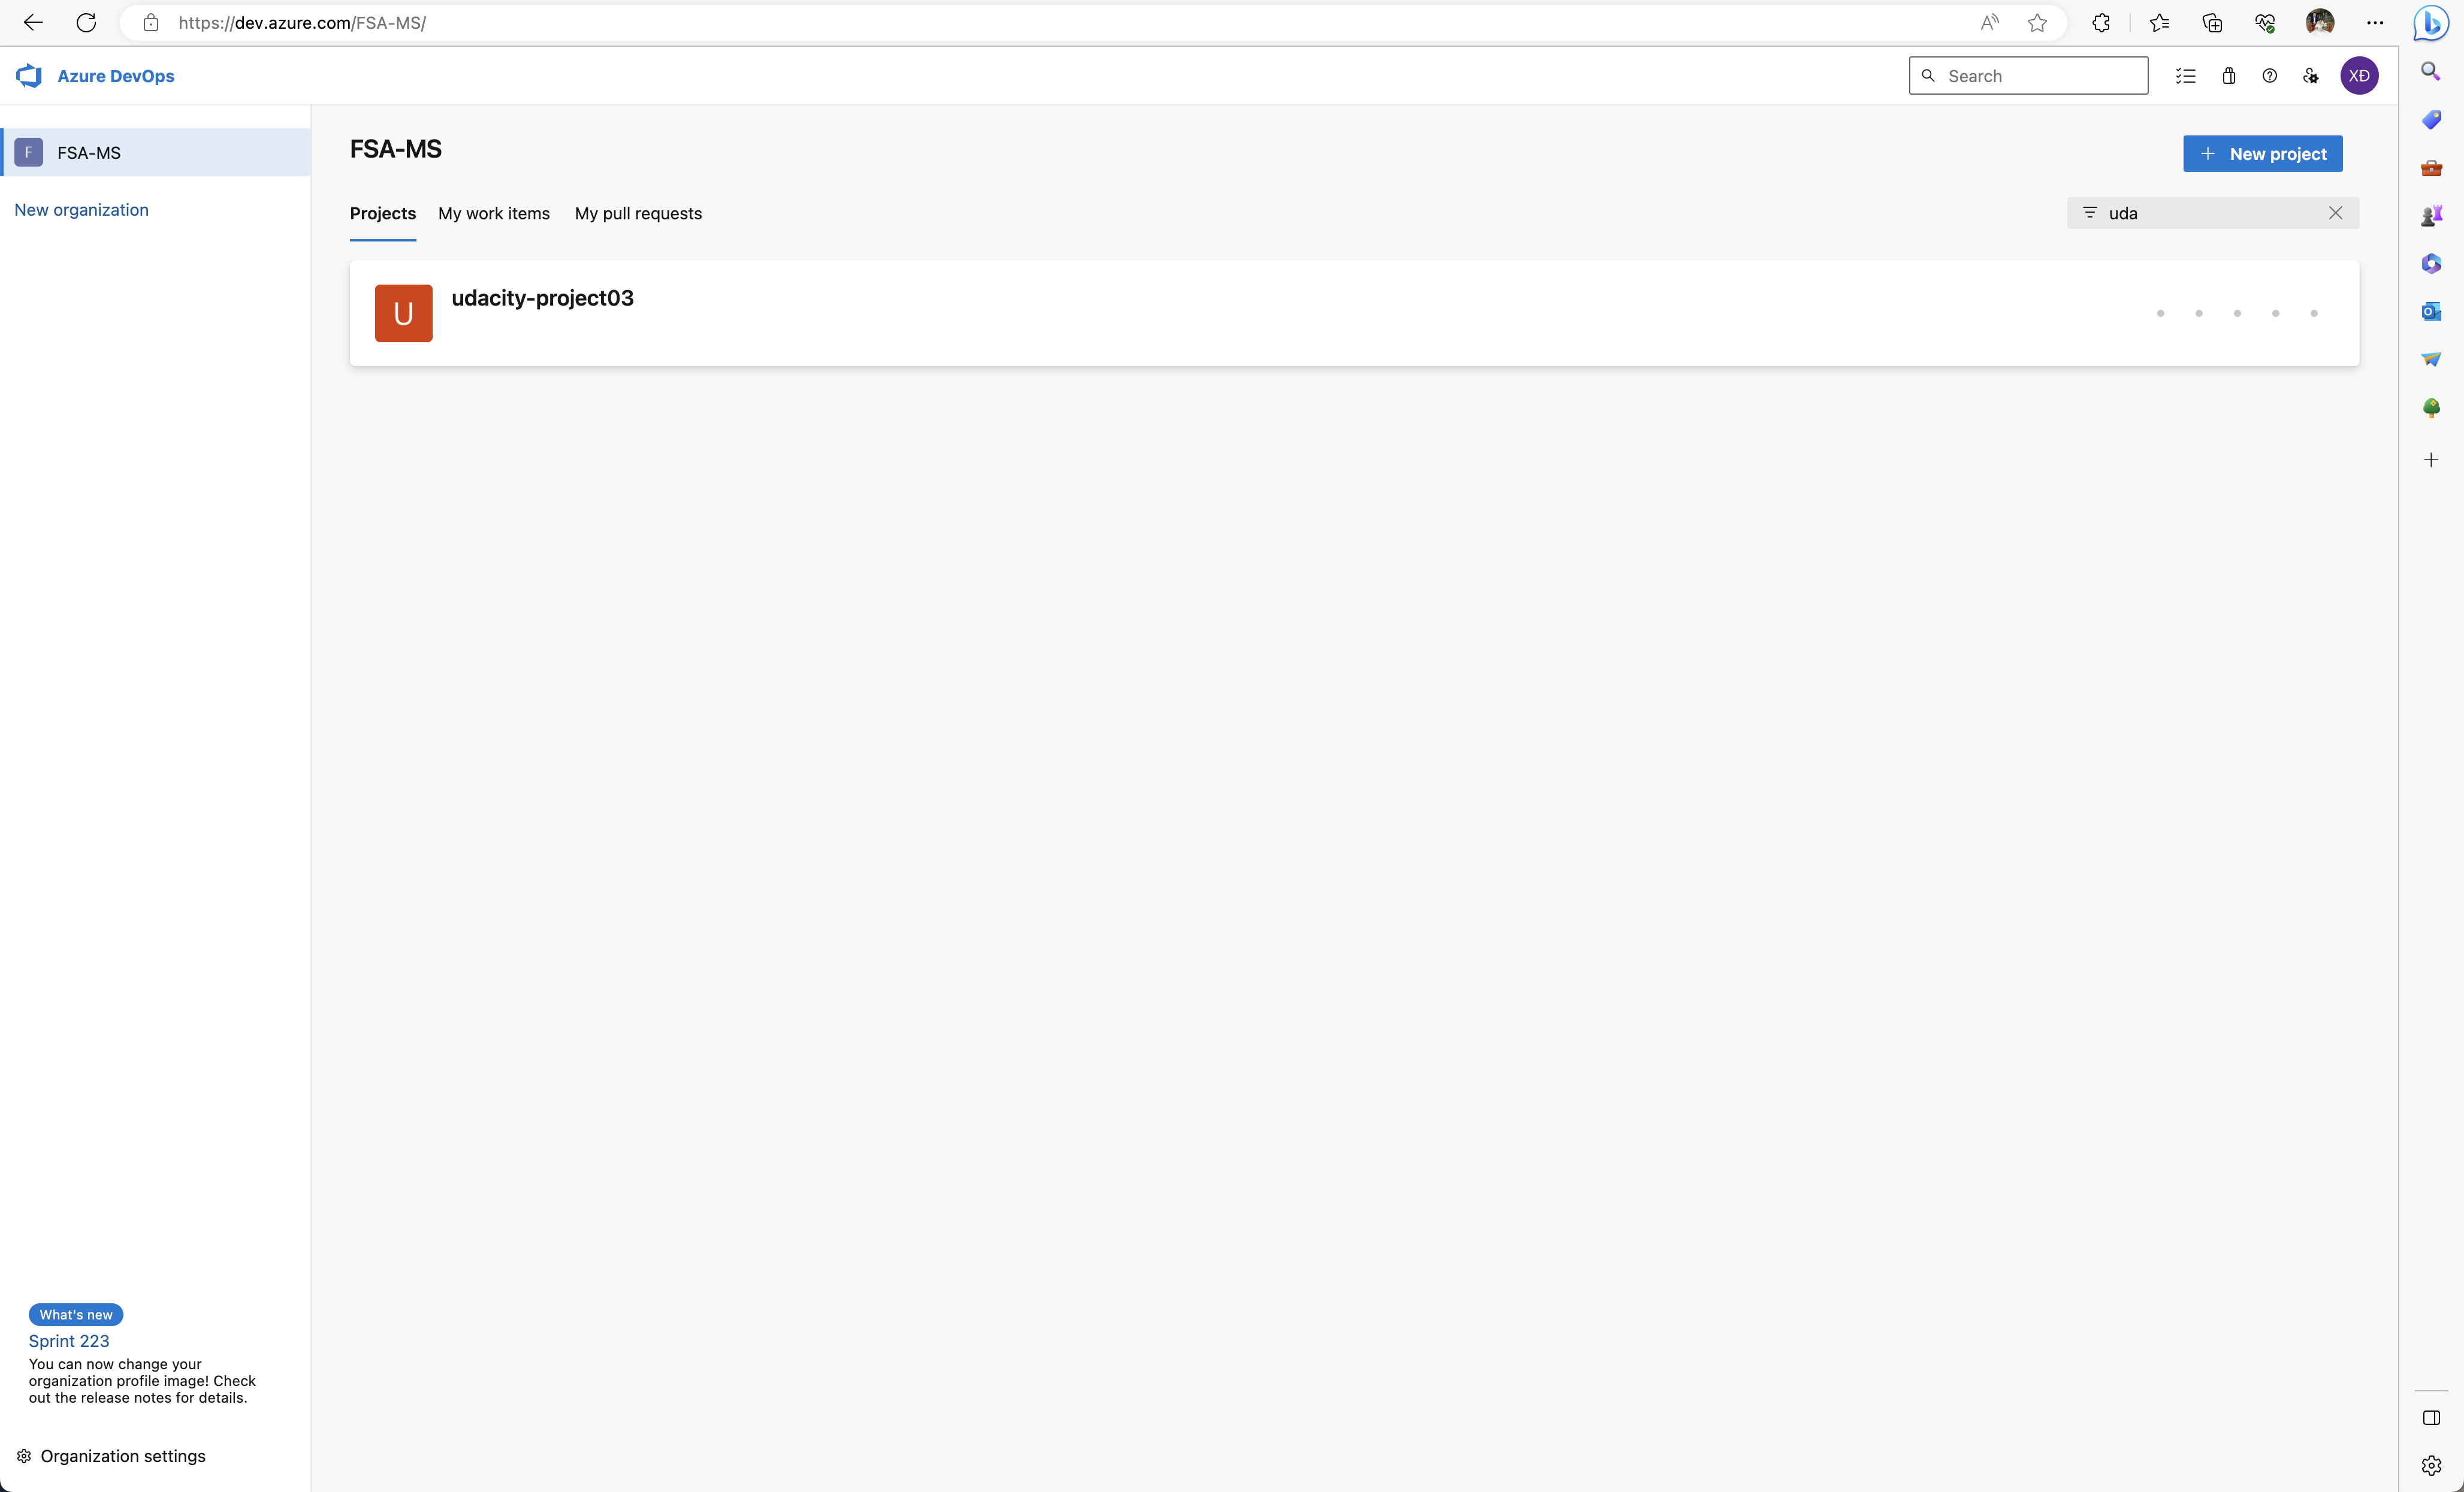 https://dev.azure.com/FSA-MS/
Azure DevOps
Search
XĐ
F
FSA-MS
New organization
FSA-MS
New project
Projects
My work items
My pull requests
uda
U
udacity-project03
What's new
Sprint 223
You can now change your
organization profile image! Check
out the release notes for details.
Organization settings